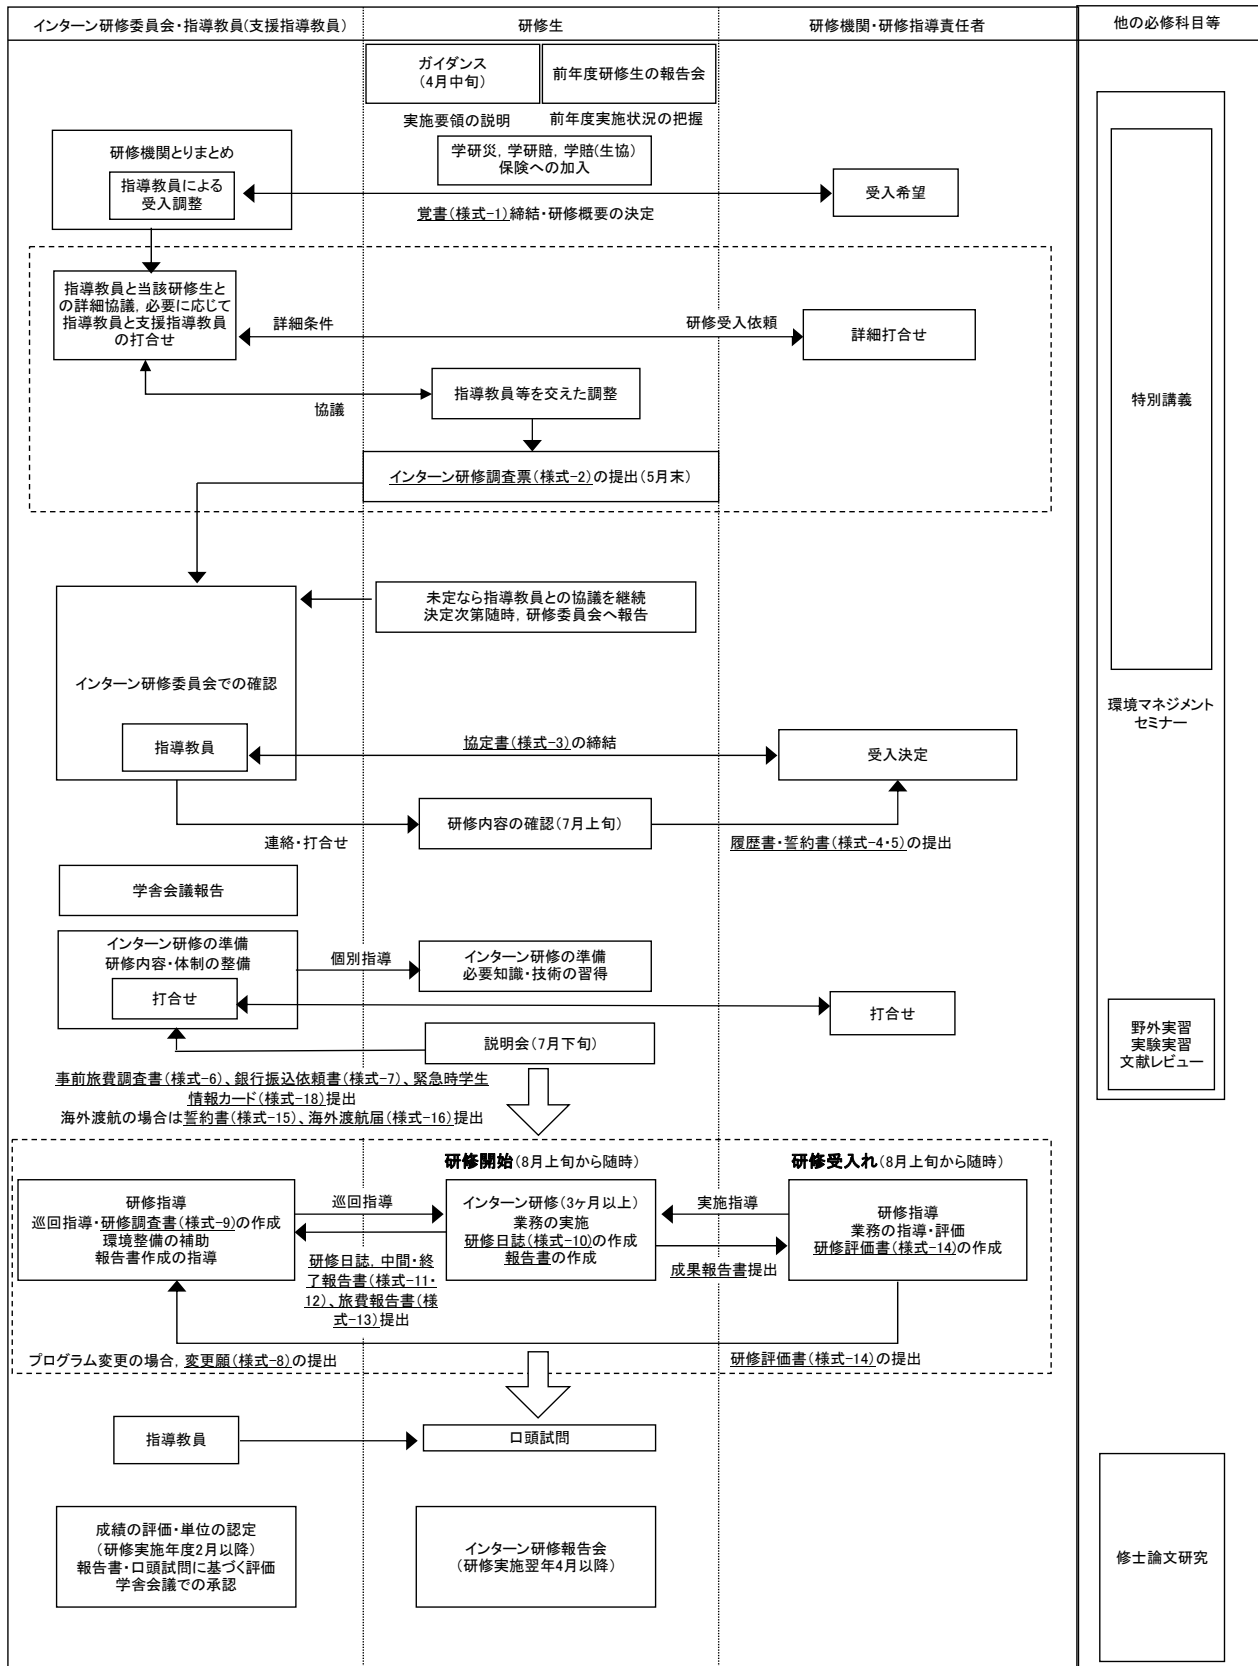 インターン研修委員会・指導教員(支援指導教員)
研修生
研修機関・研修指導責任者
他の必修科目等
ガイダンス
(4月中旬)
前年度研修生の報告会
実施要領の説明
前年度実施状況の把握
学研災，学研賠，学賠(生協)
保険への加入
研修機関とりまとめ
指導教員による
受入調整
受入希望
覚書(様式-1)締結・研修概要の決定
指導教員と当該研修生と
の詳細協議，必要に応じて
指導教員と支援指導教員
の打合せ
詳細条件
研修受入依頼
詳細打合せ
協議
指導教員等を交えた調整
インターン研修調査票(様式-2)の提出(5月末)
特別講義
未定なら指導教員との協議を継続
決定次第随時，研修委員会へ報告
インターン研修委員会での確認
指導教員
協定書(様式-3)の締結
受入決定
環境マネジメント
セミナー
研修内容の確認(7月上旬)
連絡・打合せ
履歴書・誓約書(様式-4・5)の提出
学舎会議報告
インターン研修の準備
研修内容・体制の整備
打合せ
個別指導
インターン研修の準備
必要知識・技術の習得
打合せ
説明会(7月下旬)
野外実習
実験実習
文献レビュー
事前旅費調査書(様式-6)、銀行振込依頼書(様式-7)、緊急時学生
情報カード(様式-18)提出
海外渡航の場合は誓約書(様式-15)、海外渡航届(様式-16)提出
研修開始(8月上旬から随時)
研修受入れ(8月上旬から随時)
研修指導
巡回指導・研修調査書(様式-9)の作成
環境整備の補助
報告書作成の指導
巡回指導
インターン研修(3ヶ月以上)
業務の実施
研修日誌(様式-10)の作成
報告書の作成
実施指導
研修指導
業務の指導・評価
研修評価書(様式-14)の作成
研修日誌，中間・終
了報告書(様式-11・
12)、旅費報告書(様
式-13)提出
成果報告書提出
プログラム変更の場合，変更願(様式-8)の提出
研修評価書(様式-14)の提出
指導教員
口頭試問
成績の評価・単位の認定
(研修実施年度2月以降)
報告書・口頭試問に基づく評価
学舎会議での承認
インターン研修報告会
(研修実施翌年4月以降)
修士論文研究